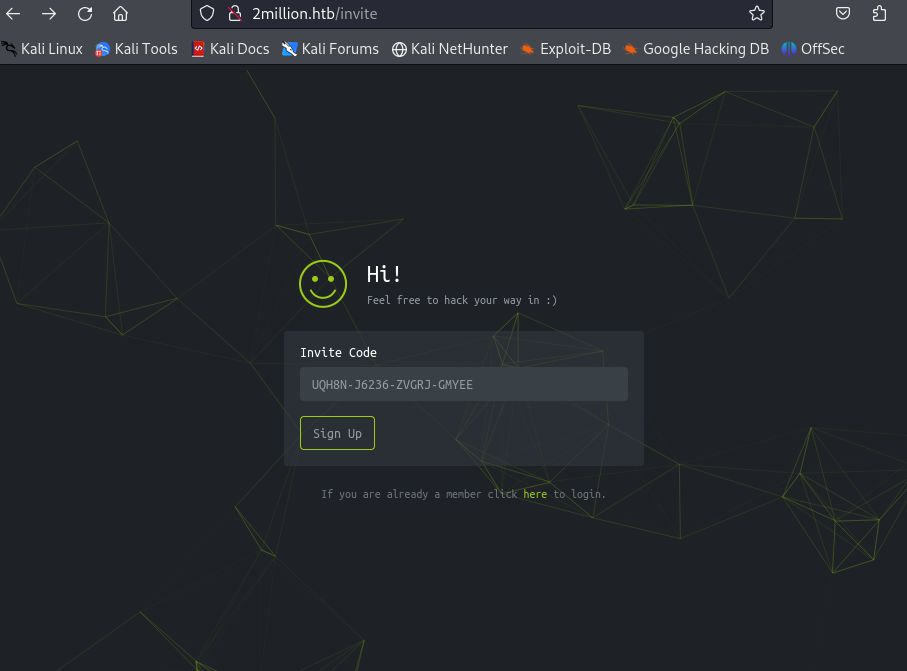 2million.htb/invite
Kali Linux Kali Tools Kali Docs Kali Forums Kali NetHunter Exploit-DB Google Hacking DB OffSec
Hi!
Feel free to hack your way in :)
Invite Code
UQH8N-J6236-ZVGRJ-GMYEE
Sign Up
If you are already a member click here to login.